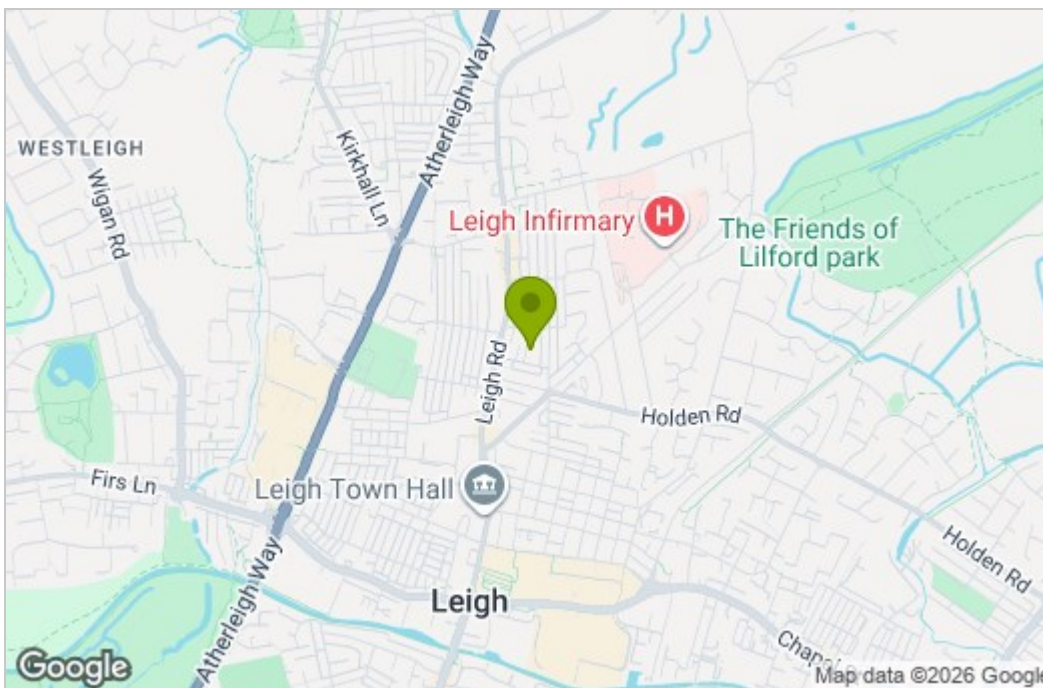 Atherleigh Way
WESTLEIGH
Kirkhall Ln
Wigan Rd
Leigh Infirmary
H
The Friends of
Lilford park
Leigh Rd
Holden Rd
Firs Ln
Leigh Town Hall
Holden Rd
Atherleigh Way
Leigh
Google
Map data ©2026 Google